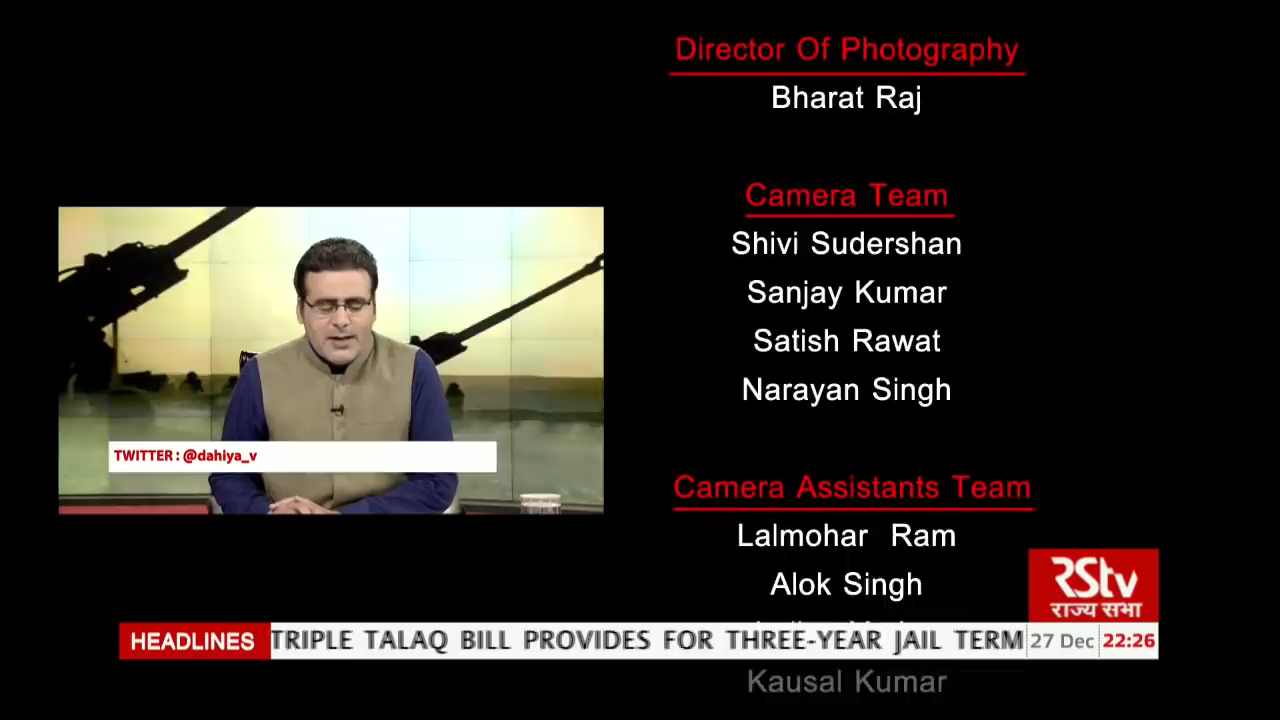 Director Of Photography
Bharat Raj
Camera Team
Shivi Sudershan
Sanjay Kumar
Satish Rawat
Narayan Singh
TWITTER : @dahiya_v
Camera Assistants Team
Lalmohar Ram
Alok Singh
RSTV
राज्य सभा
HEADLINES TRIPLE TALAQ BILL PROVIDES FOR THREE-YEAR JAIL TERM 27 Dec 22:26
Kausal Kumar